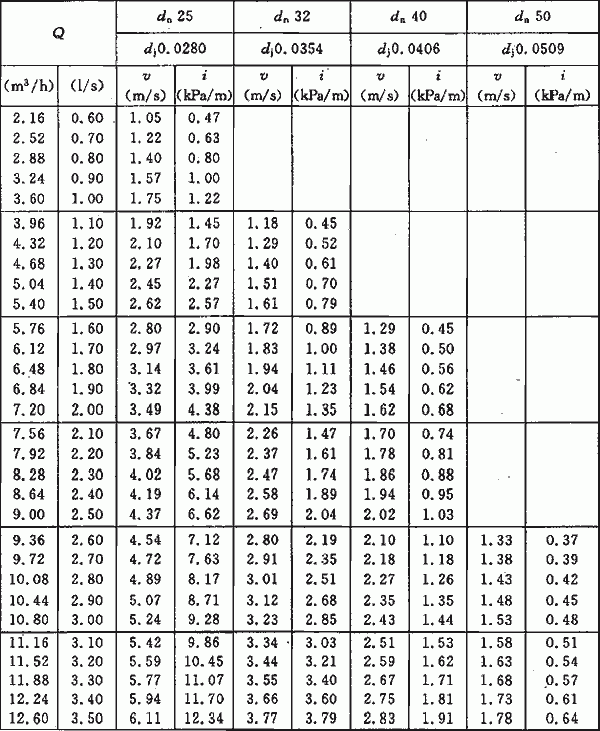 Q dn 25 dn 32 dn 40 dn 50
dj0.0280 dj0.0354 dj0.0406 dj0.0509
(m³/h) (l/s) v (m/s) i (kPa/m) v (m/s) i (kPa/m) v (m/s) i (kPa/m) v (m/s) i (kPa/m)
2.16 0.60 1.05 0.47
2.52 0.70 1.22 0.63
2.88 0.80 1.40 0.80
3.24 0.90 1.57 1.00
3.60 1.00 1.75 1.22
3.96 1.10 1.92 1.45 1.18 0.45
4.32 1.20 2.10 1.70 1.29 0.52
4.68 1.30 2.27 1.98 1.40 0.61
5.04 1.40 2.45 2.27 1.51 0.70
5.40 1.50 2.62 2.57 1.61 0.79
5.76 1.60 2.80 2.90 1.72 0.89 1.29 0.45
6.12 1.70 2.97 3.24 1.83 1.00 1.38 0.50
6.48 1.80 3.14 3.61 1.94 1.11 1.46 0.56
6.84 1.90 3.32 3.99 2.04 1.23 1.54 0.62
7.20 2.00 3.49 4.38 2.15 1.35 1.62 0.68
7.56 2.10 3.67 4.80 2.26 1.47 1.70 0.74
7.92 2.20 3.84 5.23 2.37 1.61 1.78 0.81
8.28 2.30 4.02 5.68 2.47 1.74 1.86 0.88
8.64 2.40 4.19 6.14 2.58 1.89 1.94 0.95
9.00 2.50 4.37 6.62 2.69 2.04 2.02 1.03
9.36 2.60 4.54 7.12 2.80 2.19 2.10 1.10 1.33 0.37
9.72 2.70 4.72 7.63 2.91 2.35 2.18 1.18 1.38 0.39
10.08 2.80 4.89 8.17 3.01 2.51 2.27 1.26 1.43 0.42
10.44 2.90 5.07 8.71 3.12 2.68 2.35 1.35 1.48 0.45
10.80 3.00 5.24 9.28 3.23 2.85 2.43 1.44 1.53 0.48
11.16 3.10 5.42 9.86 3.34 3.03 2.51 1.53 1.58 0.51
11.52 3.20 5.59 10.45 3.44 3.21 2.59 1.62 1.63 0.54
11.88 3.30 5.77 11.07 3.55 3.40 2.67 1.71 1.68 0.57
12.24 3.40 5.94 11.70 3.66 3.60 2.75 1.81 1.73 0.61
12.60 3.50 6.11 12.34 3.77 3.79 2.83 1.91 1.78 0.64